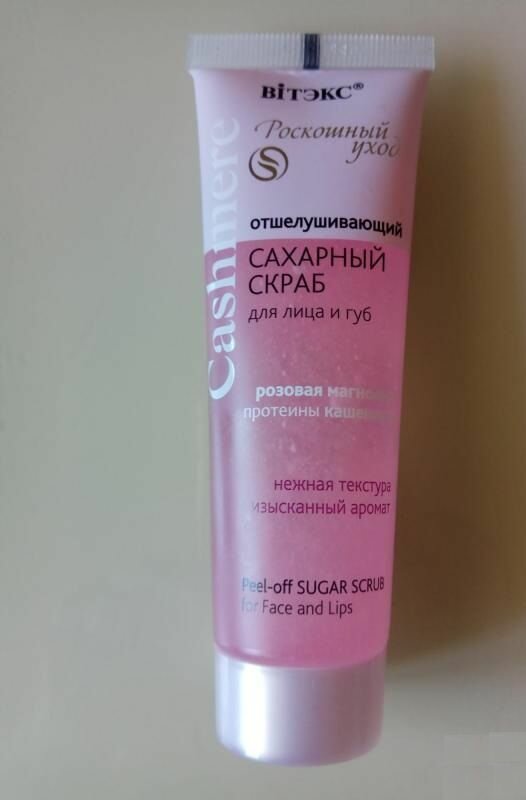 ВІТЭКС®
Роскошный
уход
отшелушивающий
САХАРНЫЙ
СКРАБ
для лица и губ
Cashmere
розовая
протеины
нежная текстура
изысканный аромат
Peel-off SUGAR SCRUB
for Face and Lips